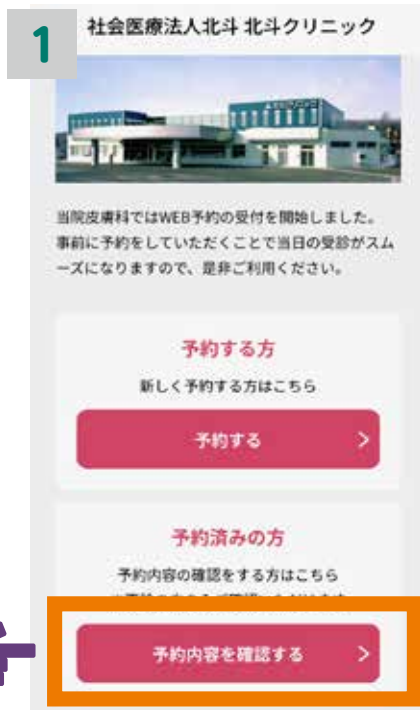 1
社会医療法人北斗 北斗クリニック
当院皮膚科ではWEB予約の受付を開始しました。
事前に予約をしていただくことで当日の受診がスム
ーズになりますので、是非ご利用ください。
予約する方
新しく予約する方はこちら
予約する
予約済みの方
予約内容の確認をする方はこちら
予約内容を確認する